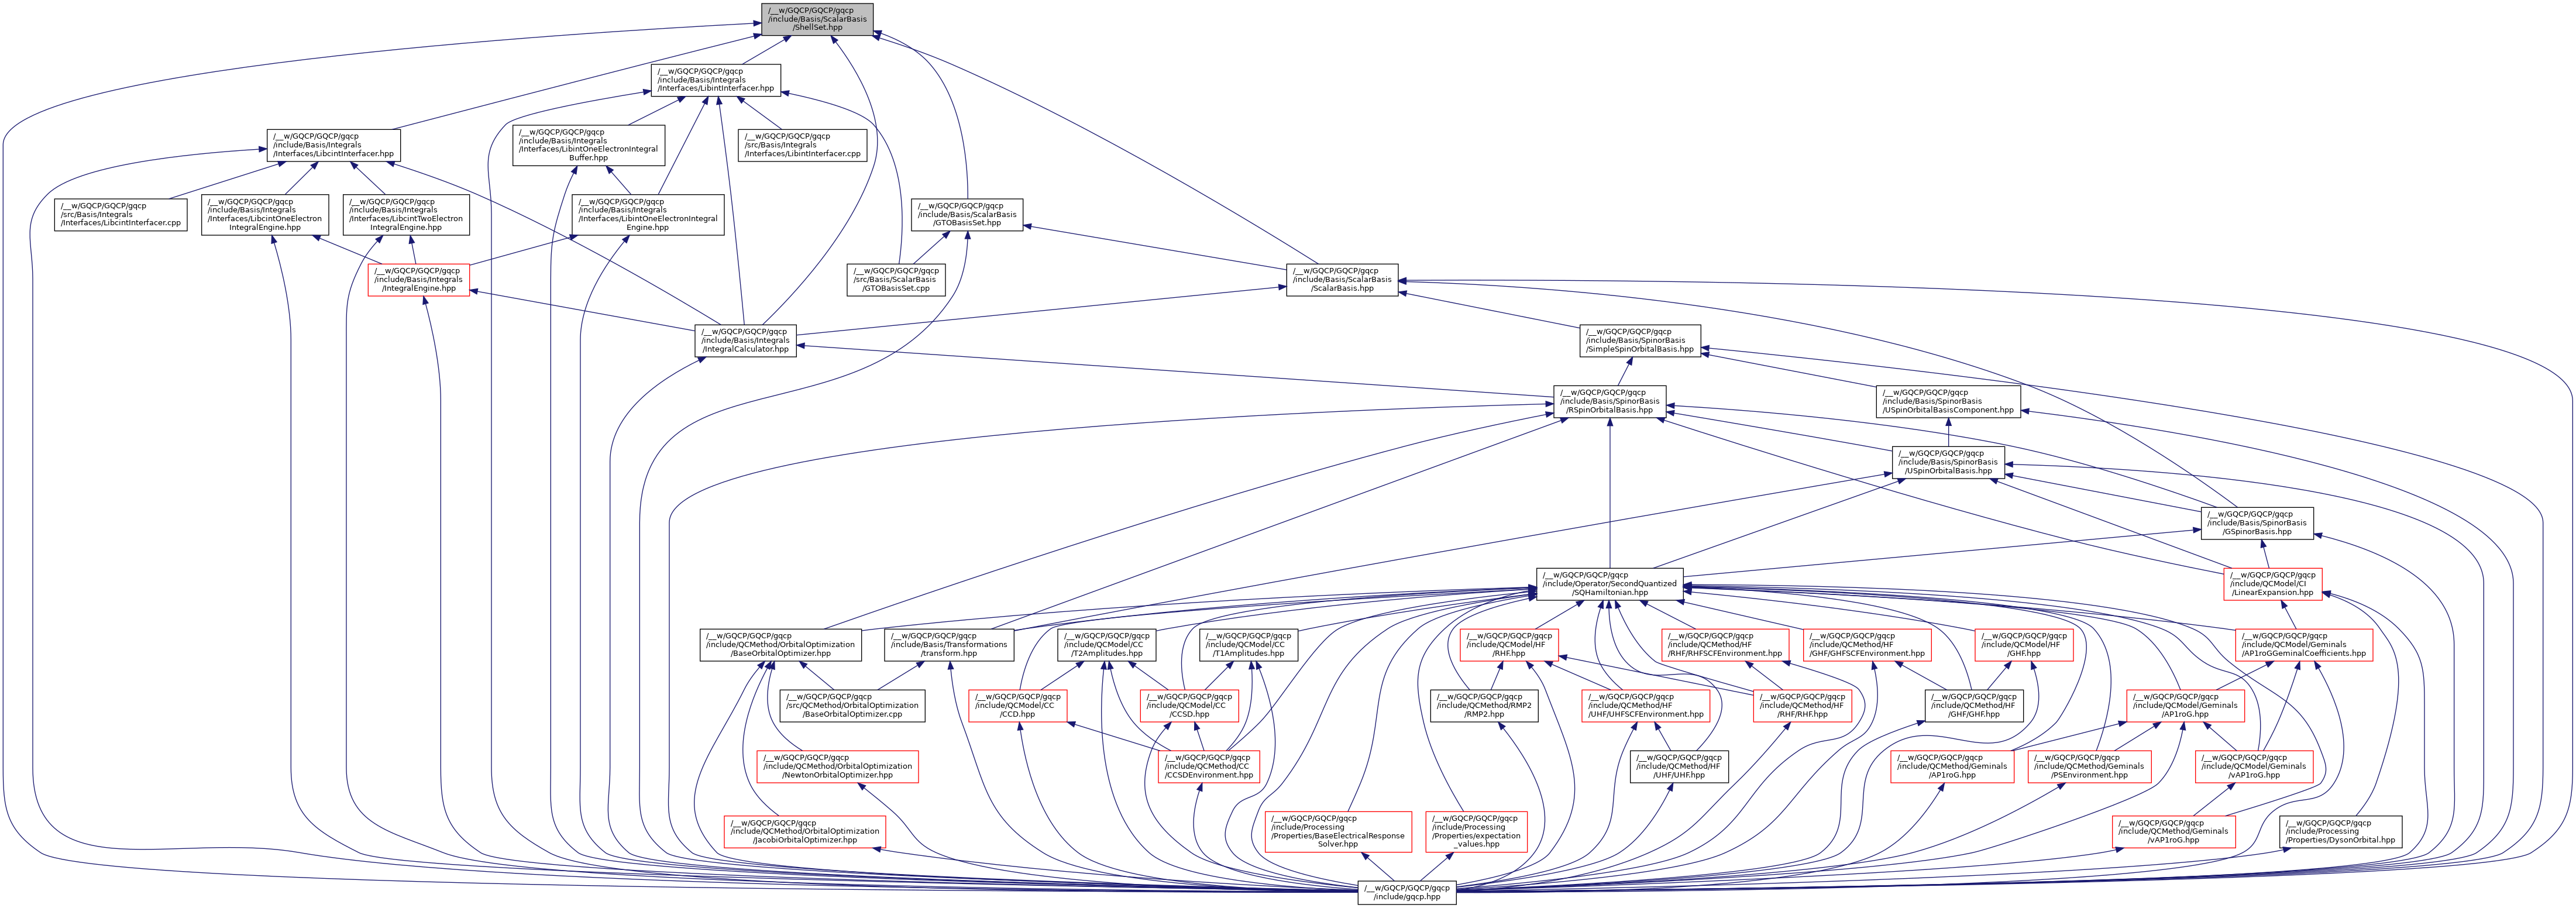 /__w/GQCP/GQCP/gqcp
/include/Basis/ScalarBasis
/ShellSet.hpp
/__w/GQCP/GQCP/gqcp
/include/Basis/Integrals
/Interfaces/LibintInterfacer.hpp
/__w/GQCP/GQCP/gqcp
/include/Basis/Integrals
/Interfaces/LibcintInterfacer.hpp
/__w/GQCP/GQCP/gqcp
/include/Basis/Integrals
/Interfaces/LibintOneElectronIntegral
Buffer.hpp
/__w/GQCP/GQCP/gqcp
/src/Basis/Integrals
/Interfaces/LibintInterfacer.cpp
/__w/GQCP/GQCP/gqcp
/src/Basis/Integrals
/Interfaces/LibcintInterfacer.cpp
/__w/GQCP/GQCP/gqcp
/include/Basis/Integrals
/Interfaces/LibcintOneElectron
IntegralEngine.hpp
/__w/GQCP/GQCP/gqcp
/include/Basis/Integrals
/Interfaces/LibcintTwoElectron
IntegralEngine.hpp
/__w/GQCP/GQCP/gqcp
/include/Basis/Integrals
/Interfaces/LibintOneElectronIntegral
Engine.hpp
/__w/GQCP/GQCP/gqcp
/include/Basis/ScalarBasis
/GTOBasisSet.hpp
/__w/GQCP/GQCP/gqcp
/include/Basis/Integrals
/IntegralEngine.hpp
/__w/GQCP/GQCP/gqcp
/src/Basis/ScalarBasis
/GTOBasisSet.cpp
/__w/GQCP/GQCP/gqcp
/include/Basis/ScalarBasis
/ScalarBasis.hpp
/__w/GQCP/GQCP/gqcp
/include/Basis/Integrals
/IntegralCalculator.hpp
/__w/GQCP/GQCP/gqcp
/include/Basis/SpinorBasis
/SimpleSpinOrbitalBasis.hpp
/__w/GQCP/GQCP/gqcp
/include/Basis/SpinorBasis
/RSpinOrbitalBasis.hpp
/__w/GQCP/GQCP/gqcp
/include/Basis/SpinorBasis
/USpinOrbitalBasisComponent.hpp
/__w/GQCP/GQCP/gqcp
/include/Basis/SpinorBasis
/USpinOrbitalBasis.hpp
/__w/GQCP/GQCP/gqcp
/include/Basis/SpinorBasis
/GSpinorBasis.hpp
/__w/GQCP/GQCP/gqcp
/include/Operator/SecondQuantized
/SQHamiltonian.hpp
/__w/GQCP/GQCP/gqcp
/include/QCModel/CI
/LinearExpansion.hpp
/__w/GQCP/GQCP/gqcp
/include/QCMethod/OrbitalOptimization
/BaseOrbitalOptimizer.hpp
/__w/GQCP/GQCP/gqcp
/include/Basis/Transformations
/transform.hpp
/__w/GQCP/GQCP/gqcp
/include/QCModel/CC
/T2Amplitudes.hpp
/__w/GQCP/GQCP/gqcp
/include/QCModel/CC
/T1Amplitudes.hpp
/__w/GQCP/GQCP/gqcp
/include/QCModel/HF
/RHF.hpp
/__w/GQCP/GQCP/gqcp
/include/QCMethod/HF
/RHF/RHFSCFEnvironment.hpp
/__w/GQCP/GQCP/gqcp
/include/QCMethod/HF
/GHF/GHFSCFEnvironment.hpp
/__w/GQCP/GQCP/gqcp
/include/QCModel/HF
/GHF.hpp
/__w/GQCP/GQCP/gqcp
/include/QCModel/Geminals
/AP1roGGeminalCoefficients.hpp
/__w/GQCP/GQCP/gqcp
/src/QCMethod/OrbitalOptimization
/BaseOrbitalOptimizer.cpp
/__w/GQCP/GQCP/gqcp
/include/QCModel/CC
/CCD.hpp
/__w/GQCP/GQCP/gqcp
/include/QCModel/CC
/CCSD.hpp
/__w/GQCP/GQCP/gqcp
/include/QCMethod/RMP2
/RMP2.hpp
/__w/GQCP/GQCP/gqcp
/include/QCMethod/HF
/UHF/UHFSCFEnvironment.hpp
/__w/GQCP/GQCP/gqcp
/include/QCMethod/HF
/RHF/RHF.hpp
/__w/GQCP/GQCP/gqcp
/include/QCMethod/HF
/GHF/GHF.hpp
/__w/GQCP/GQCP/gqcp
/include/QCModel/Geminals
/AP1roG.hpp
/__w/GQCP/GQCP/gqcp
/include/QCMethod/OrbitalOptimization
/NewtonOrbitalOptimizer.hpp
/__w/GQCP/GQCP/gqcp
/include/QCMethod/CC
/CCSDEnvironment.hpp
/__w/GQCP/GQCP/gqcp
/include/QCMethod/HF
/UHF/UHF.hpp
/__w/GQCP/GQCP/gqcp
/include/QCMethod/Geminals
/AP1roG.hpp
/__w/GQCP/GQCP/gqcp
/include/QCMethod/Geminals
/PSEnvironment.hpp
/__w/GQCP/GQCP/gqcp
/include/QCModel/Geminals
/vAP1roG.hpp
/__w/GQCP/GQCP/gqcp
/include/QCMethod/OrbitalOptimization
/JacobiOrbitalOptimizer.hpp
/__w/GQCP/GQCP/gqcp
/include/Processing
/Properties/BaseElectricalResponse
Solver.hpp
/__w/GQCP/GQCP/gqcp
/include/Processing
/Properties/expectation
_values.hpp
/__w/GQCP/GQCP/gqcp
/include/QCMethod/Geminals
/vAP1roG.hpp
/__w/GQCP/GQCP/gqcp
/include/Processing
/Properties/DysonOrbital.hpp
/__w/GQCP/GQCP/gqcp
/include/gqcp.hpp